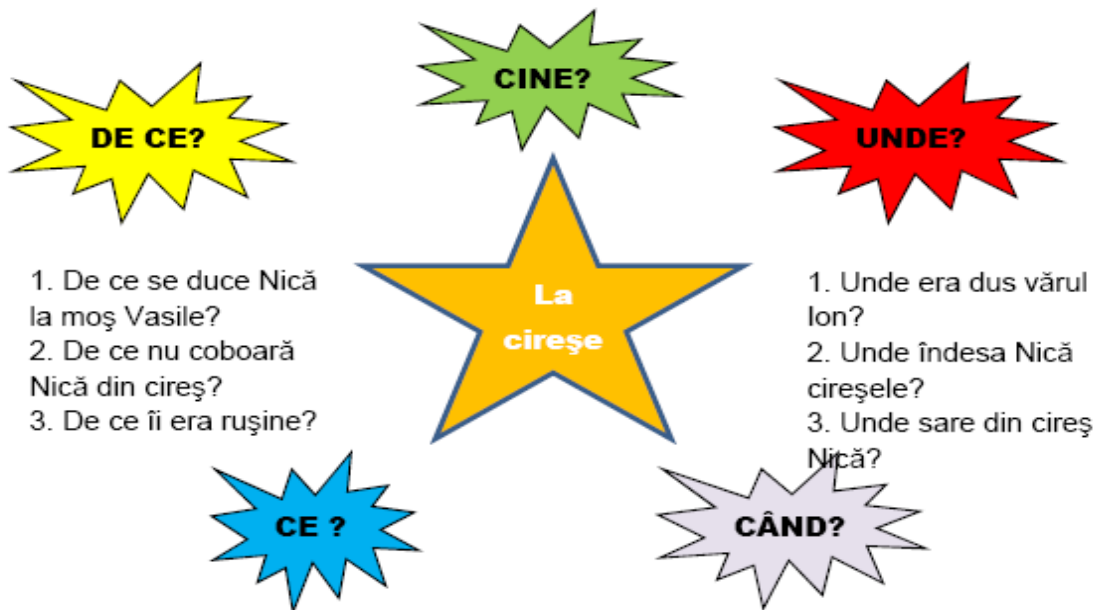 CINE?
DE CE?
UNDE?
La
cireşe
1. De ce se duce Nică
la moş Vasile?
2. De ce nu coboară
Nică din cireş?
3. De ce îi era ruşine?
1. Unde era dus vărul
Ion?
2. Unde îndesa Nică
cireşele?
3. Unde sare din cireş
Nică?
CE ?
CÂND?